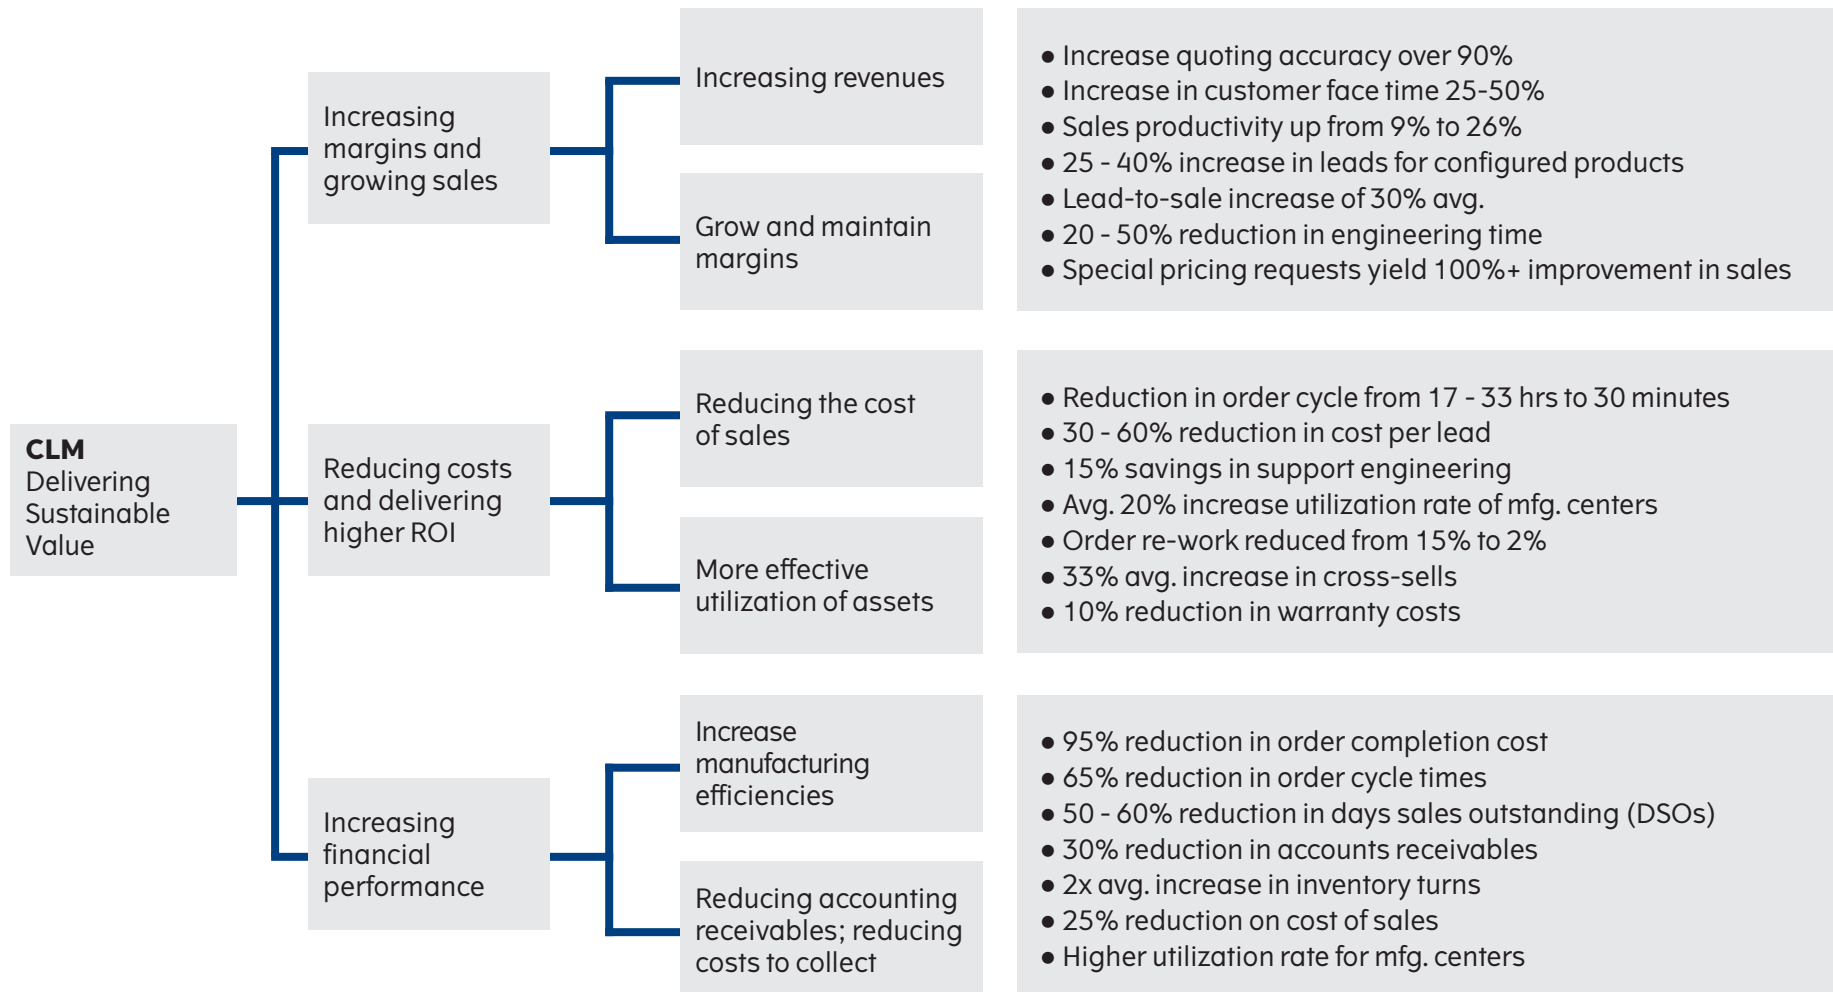 CLM
Delivering
Sustainable
Value
Increasing
margins and
growing sales
Increasing revenues
Grow and maintain
margins
● Increase quoting accuracy over 90%
● Increase in customer face time 25-50%
● Sales productivity up from 9% to 26%
● 25 - 40% increase in leads for configured products
● Lead-to-sale increase of 30% avg.
● 20 - 50% reduction in engineering time
● Special pricing requests yield 100%+ improvement in sales
Reducing costs
and delivering
higher ROI
Reducing the cost
of sales
More effective
utilization of assets
● Reduction in order cycle from 17 - 33 hrs to 30 minutes
● 30 - 60% reduction in cost per lead
● 15% savings in support engineering
● Avg. 20% increase utilization rate of mfg. centers
● Order re-work reduced from 15% to 2%
● 33% avg. increase in cross-sells
● 10% reduction in warranty costs
Increasing
financial
performance
Increase
manufacturing
efficiencies
Reducing accounting
receivables; reducing
costs to collect
● 95% reduction in order completion cost
● 65% reduction in order cycle times
● 50 - 60% reduction in days sales outstanding (DSOs)
● 30% reduction in accounts receivables
● 2x avg. increase in inventory turns
● 25% reduction on cost of sales
● Higher utilization rate for mfg. centers